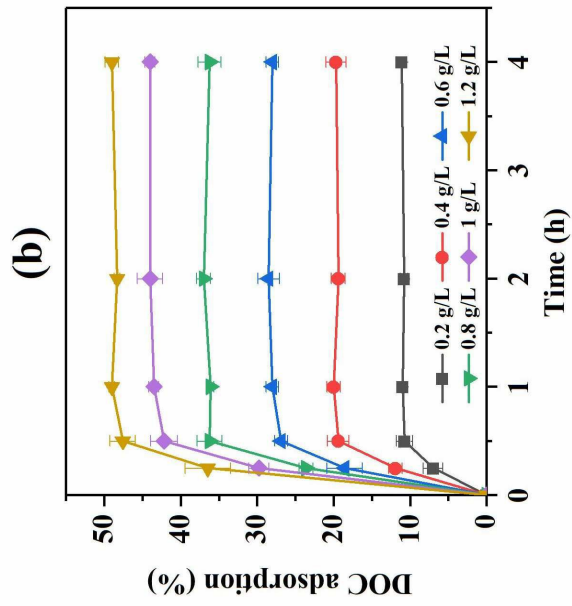 (b)
DOC adsorption (%)
50
40
30
20
10
0
0.2 g/L 0.4 g/L 0.6 g/L
0.8 g/L 1 g/L 1.2 g/L
0 1 2 3 4
Time (h)